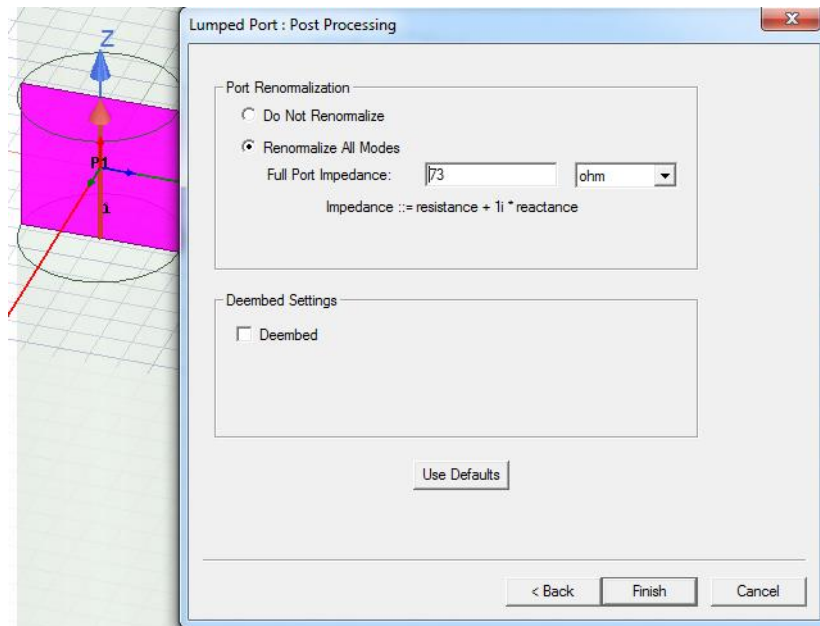 Z
P1
1
Lumped Port : Post Processing
Port Renormalization
Do Not Renormalize
Renormalize All Modes
Full Port Impedance: 73 ohm
Impedance ::= resistance + 1i * reactance
Deembed Settings
Deembed
Use Defaults
< Back Finish Cancel